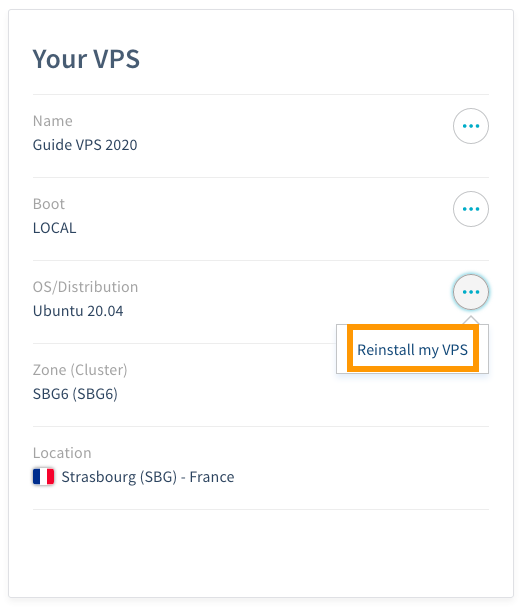 Your VPS
Name
Guide VPS 2020
Boot
LOCAL
OS/Distribution
Ubuntu 20.04
Reinstall my VPS
Zone (Cluster)
SBG6 (SBG6)
Location
Strasbourg (SBG) - France